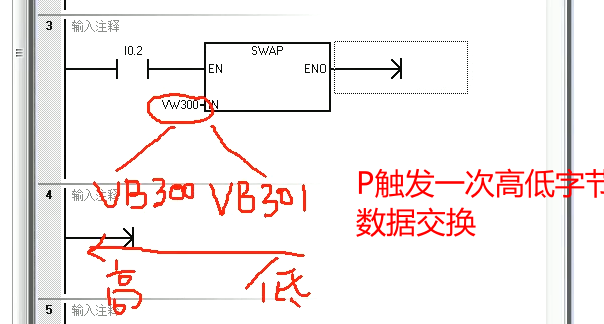 3
输入注释
I0.2
SWAP
EN
ENO
VW300
IN
VB300 VB301
P触发一次高低字节
数据交换
4
输入注释
高 低
5
输入注释